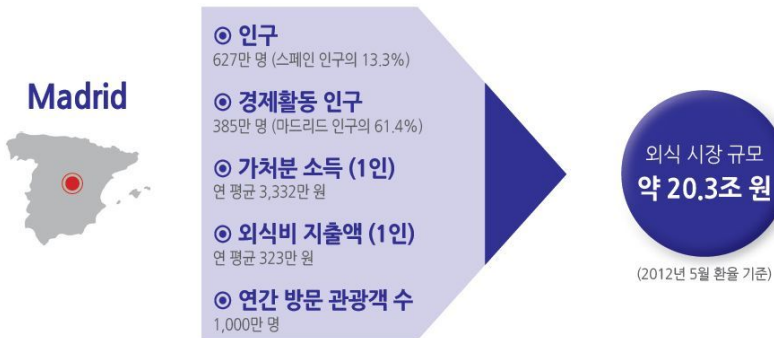 Madrid
◉ 인구
627만 명 (스페인 인구의 13.3%)
◉ 경제활동 인구
385만 명 (마드리드 인구의 61.4%)
◉ 가처분 소득 (1인)
연 평균 3,332만 원
◉ 외식비 지출액 (1인)
연 평균 323만 원
◉ 연간 방문 관광객 수
1,000만 명
외식 시장 규모
약 20.3조 원
(2012년 5월 환율 기준)